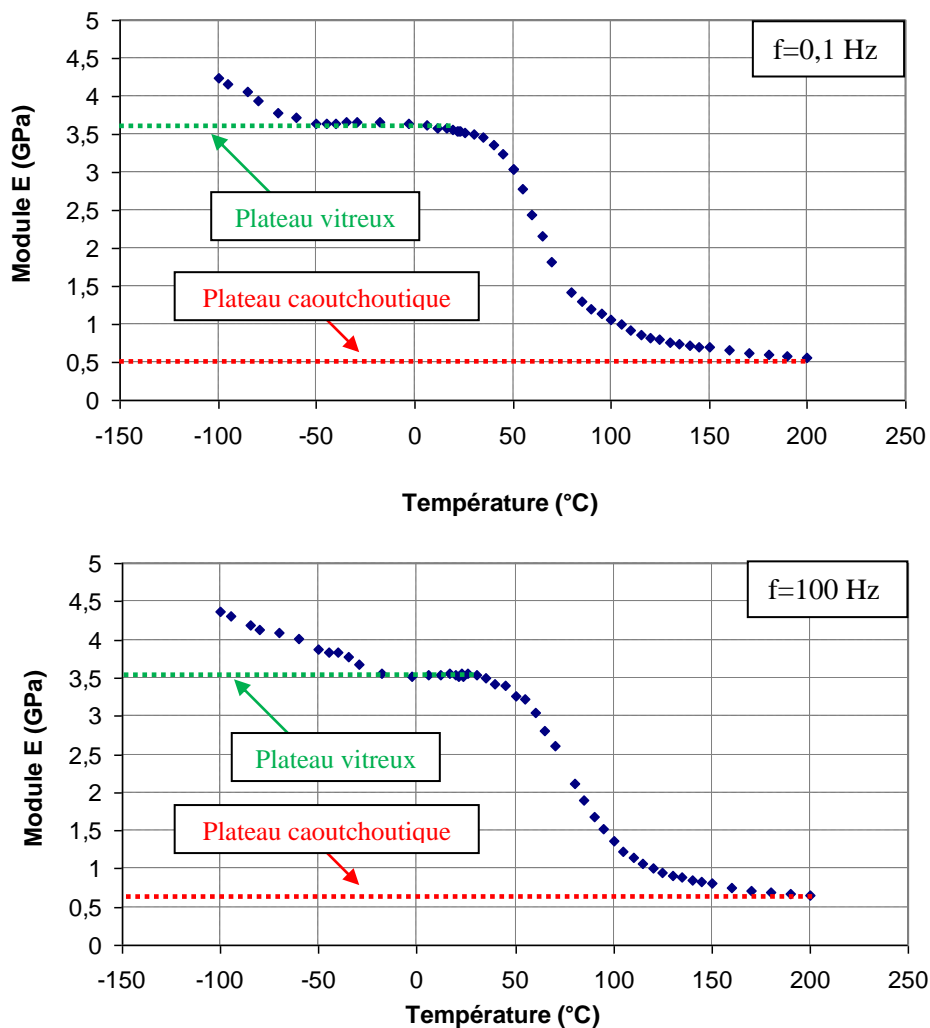 f=0,1 Hz
Module E (GPa)
5
4,5
4
3,5
3
2,5
2
1,5
1
0,5
0
Plateau vitreux
Plateau caoutchoutique
-150 -100 -50 0 50 100 150 200 250
Température (°C)
f=100 Hz
Module E (GPa)
5
4,5
4
3,5
3
2,5
2
1,5
1
0,5
0
Plateau vitreux
Plateau caoutchoutique
-150 -100 -50 0 50 100 150 200 250
Température (°C)